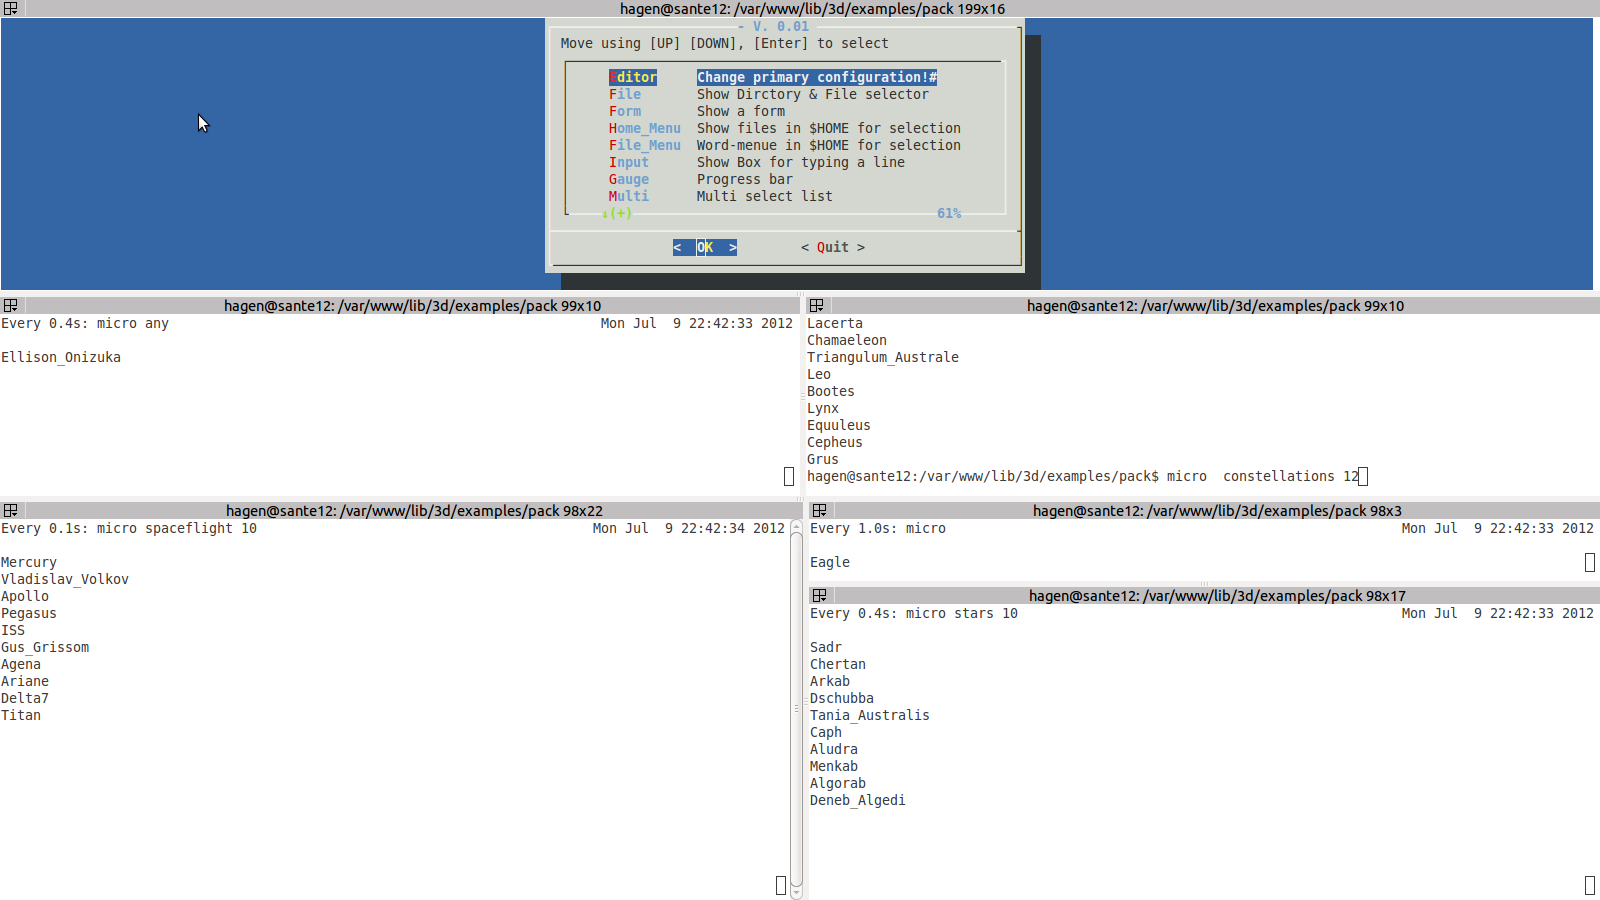 hagen@sante12: /var/www/lib/3d/examples/pack 199x16
- V. 0.01
Move using [UP] [DOWN], [Enter] to select
Editor Change primary configuration!#
File Show Dirctory & File selector
Form Show a form
Home_Menu Show files in $HOME for selection
File_Menu Word-menue in $HOME for selection
Input Show Box for typing a line
Gauge Progress bar
Multi Multi select list
↓(+) 61%
< OK > < Quit >
hagen@sante12: /var/www/lib/3d/examples/pack 99x10
Every 0.4s: micro any Mon Jul  9 22:42:33 2012
Ellison_Onizuka
hagen@sante12: /var/www/lib/3d/examples/pack 99x10
Lacerta
Chamaeleon
Triangulum_Australe
Leo
Bootes
Lynx
Equuleus
Cepheus
Grus
hagen@sante12:/var/www/lib/3d/examples/pack$ micro  constellations 12
hagen@sante12: /var/www/lib/3d/examples/pack 98x22
Every 0.1s: micro spaceflight 10 Mon Jul  9 22:42:34 2012
Mercury
Vladislav_Volkov
Apollo
Pegasus
ISS
Gus_Grissom
Agena
Ariane
Delta7
Titan
hagen@sante12: /var/www/lib/3d/examples/pack 98x3
Every 1.0s: micro Mon Jul  9 22:42:33 2012
Eagle
hagen@sante12: /var/www/lib/3d/examples/pack 98x17
Every 0.4s: micro stars 10 Mon Jul  9 22:42:33 2012
Sadr
Chertan
Arkab
Dschubba
Tania_Australis
Caph
Aludra
Menkab
Algorab
Deneb_Algedi